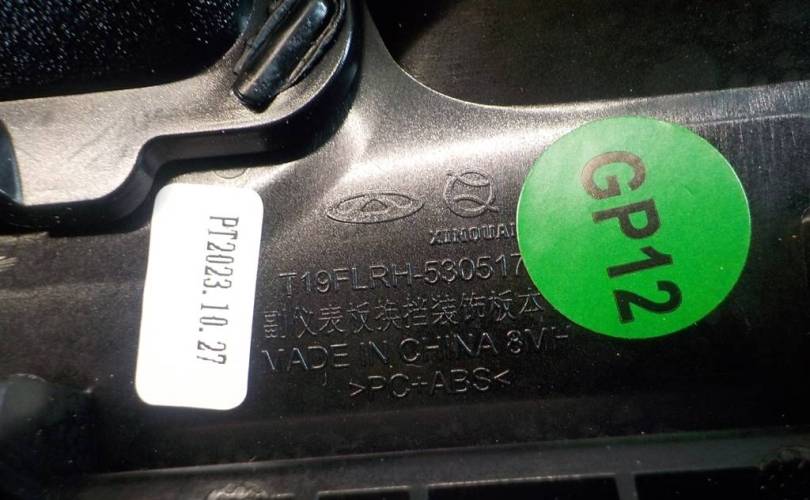 PT2023.10.27
GP12
XINQUAN
T19FLRH-530517
副仪表板换挡装饰板本
MADE IN CHINA 8MH
>PC+ABS<